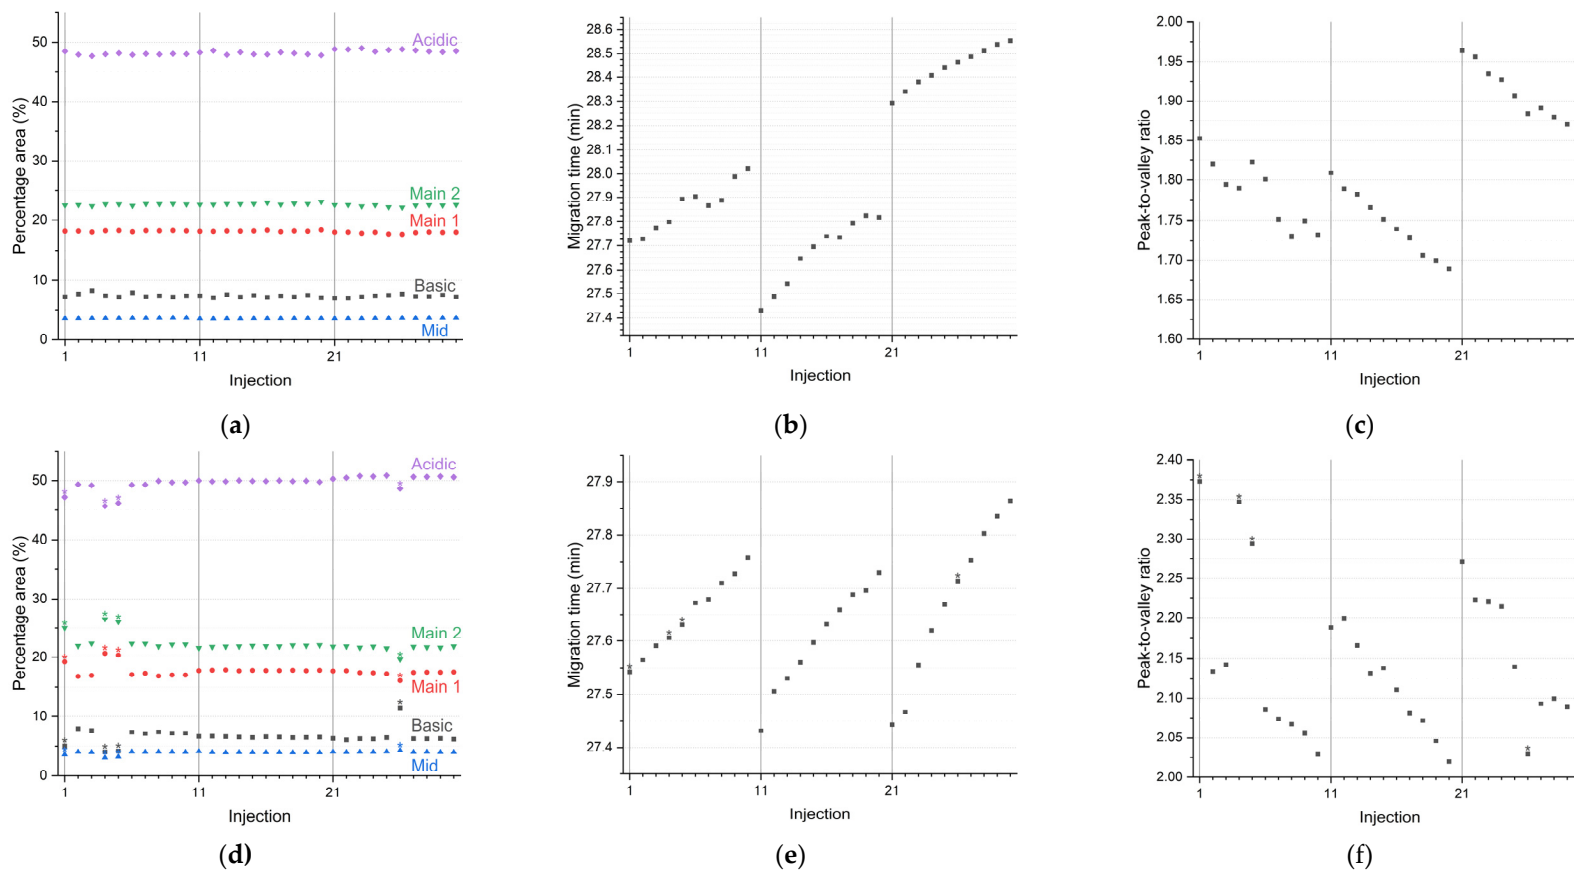 Percentage area (%)
50
40
30
20
10
0
Acidic
Main 2
Main 1
Basic
Mid
1 11 21
Injection
(a)
Migration time (min)
28.6
28.5
28.4
28.3
28.2
28.1
28.0
27.9
27.8
27.7
27.6
27.5
27.4
1 11 21
Injection
(b)
Peak-to-valley ratio
2.00
1.95
1.90
1.85
1.80
1.75
1.70
1.65
1.60
1 11 21
Injection
(c)
Percentage area (%)
50
40
30
20
10
0
Acidic
Main 2
Main 1
Basic
Mid
1 11 21
Injection
(d)
Migration time (min)
27.9
27.8
27.7
27.6
27.5
27.4
1 11 21
Injection
(e)
Peak-to-valley ratio
2.40
2.35
2.30
2.25
2.20
2.15
2.10
2.05
2.00
1 11 21
Injection
(f)